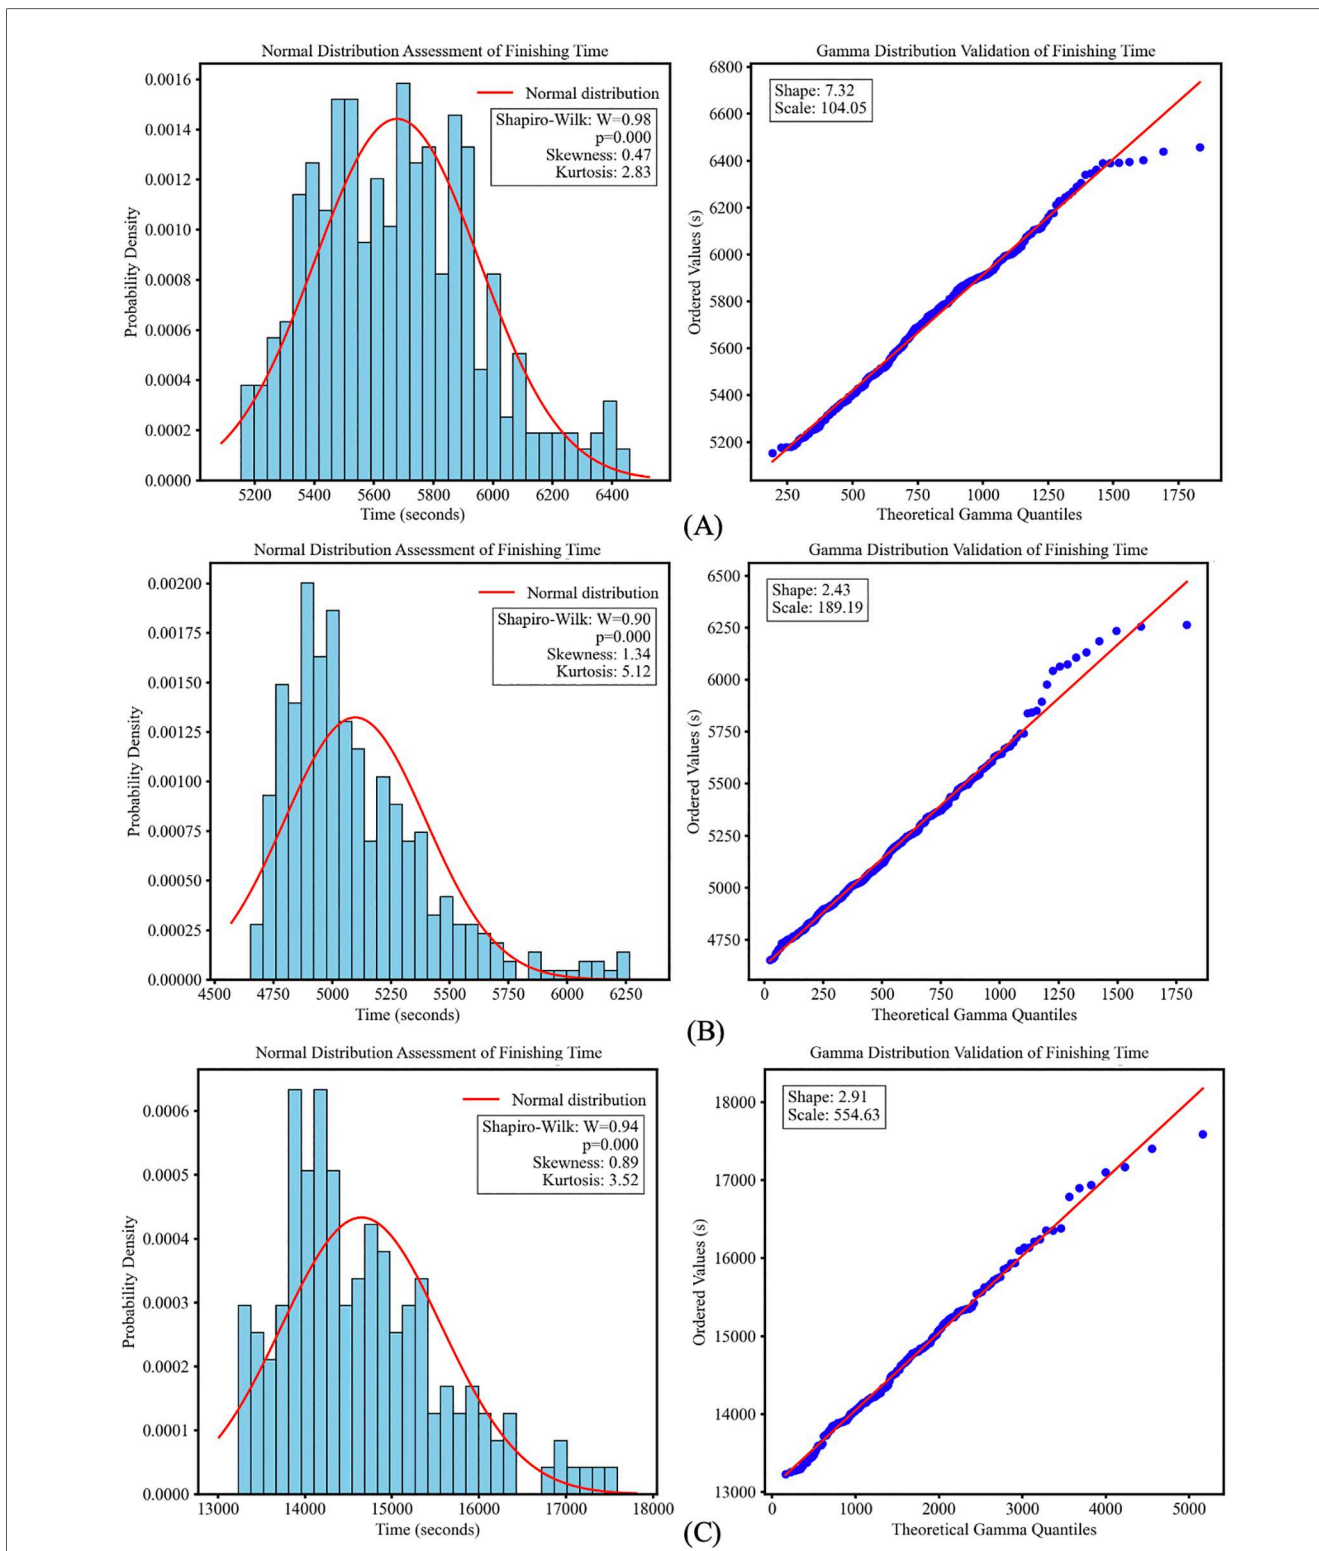 Normal Distribution Assessment of Finishing Time
Probability Density
0.0016
0.0014
0.0012
0.0010
0.0008
0.0006
0.0004
0.0002
0.0000
Normal distribution
Shapiro-Wilk: W=0.98
p=0.000
Skewness: 0.47
Kurtosis: 2.83
5200 5400 5600 5800 6000 6200 6400
Time (seconds)
Gamma Distribution Validation of Finishing Time
Ordered Values (s)
6800
6600
6400
6200
6000
5800
5600
5400
5200
Shape: 7.32
Scale: 104.05
250 500 750 1000 1250 1500 1750
Theoretical Gamma Quantiles
(A)
Normal Distribution Assessment of Finishing Time
Probability Density
0.00200
0.00175
0.00150
0.00125
0.00100
0.00075
0.00050
0.00025
0.00000
Normal distribution
Shapiro-Wilk: W=0.90
p=0.000
Skewness: 1.34
Kurtosis: 5.12
4500 4750 5000 5250 5500 5750 6000 6250
Time (seconds)
Gamma Distribution Validation of Finishing Time
Ordered Values (s)
6500
6250
6000
5750
5500
5250
5000
4750
Shape: 2.43
Scale: 189.19
0 250 500 750 1000 1250 1500 1750
Theoretical Gamma Quantiles
(B)
Normal Distribution Assessment of Finishing Time
Probability Density
0.0006
0.0005
0.0004
0.0003
0.0002
0.0001
0.0000
Normal distribution
Shapiro-Wilk: W=0.94
p=0.000
Skewness: 0.89
Kurtosis: 3.52
13000 14000 15000 16000 17000 18000
Time (seconds)
Gamma Distribution Validation of Finishing Time
Ordered Values (s)
18000
17000
16000
15000
14000
13000
Shape: 2.91
Scale: 554.63
0 1000 2000 3000 4000 5000
Theoretical Gamma Quantiles
(C)